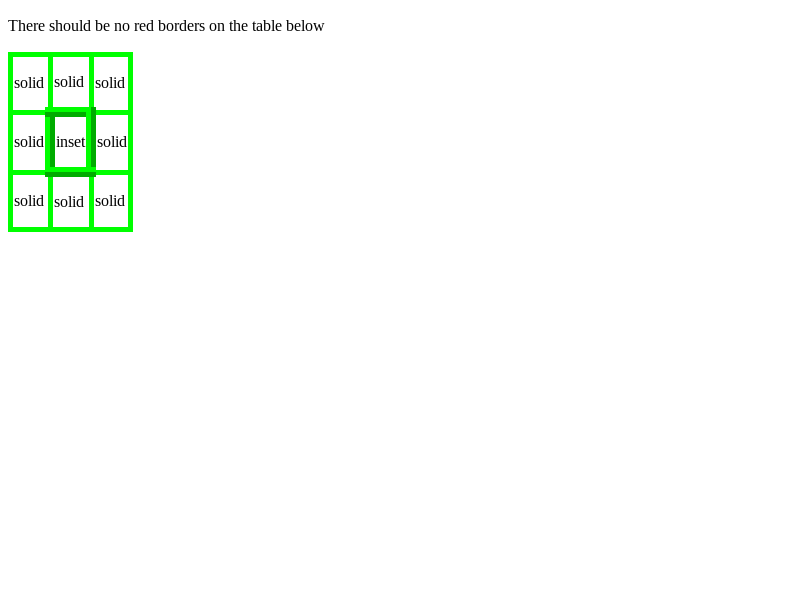 There should be no red borders on the table below
solid solid solid
solid inset solid
solid solid solid